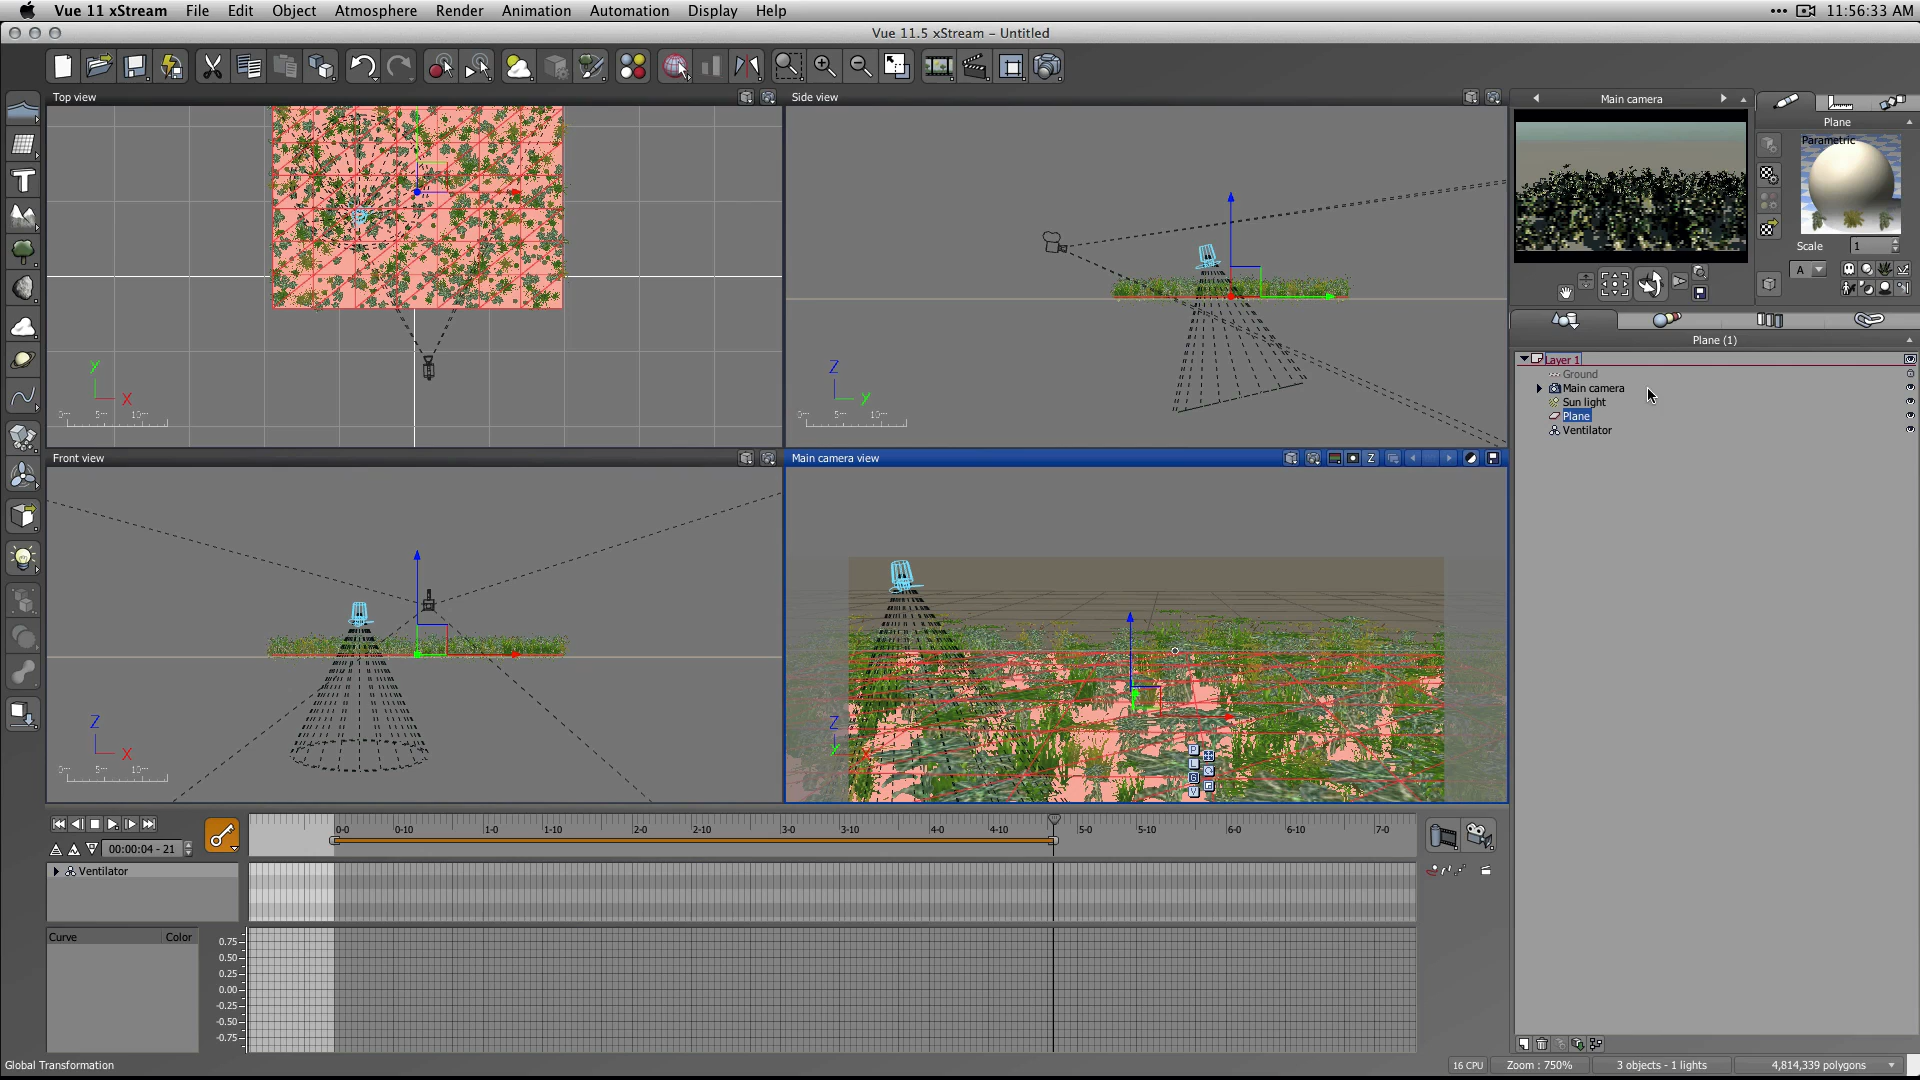 Vue 11 xStream File Edit Object Atmosphere Render Animation Automation Display Help 11:56:33 AM
Vue 11.5 xStream – Untitled
Top view
Side view
Main camera
Plane
Parametric
Scale 1
A
Y
X
Z
Y
Plane (1)
Layer 1
Ground
Main camera
Sun light
Plane
Ventilator
Front view
Main camera view
Z
Z
X
Z
Y
P
L
G
V
0-0 0-10 1-0 1-10 2-0 2-10 3-0 3-10 4-0 4-10 5-0 5-10 6-0 6-10 7-0
00:00:04 - 21
Ventilator
Curve Color
0.75
0.50
0.25
0.00
-0.25
-0.50
-0.75
Global Transformation
16 CPU Zoom : 750% 3 objects - 1 lights 4,814,339 polygons